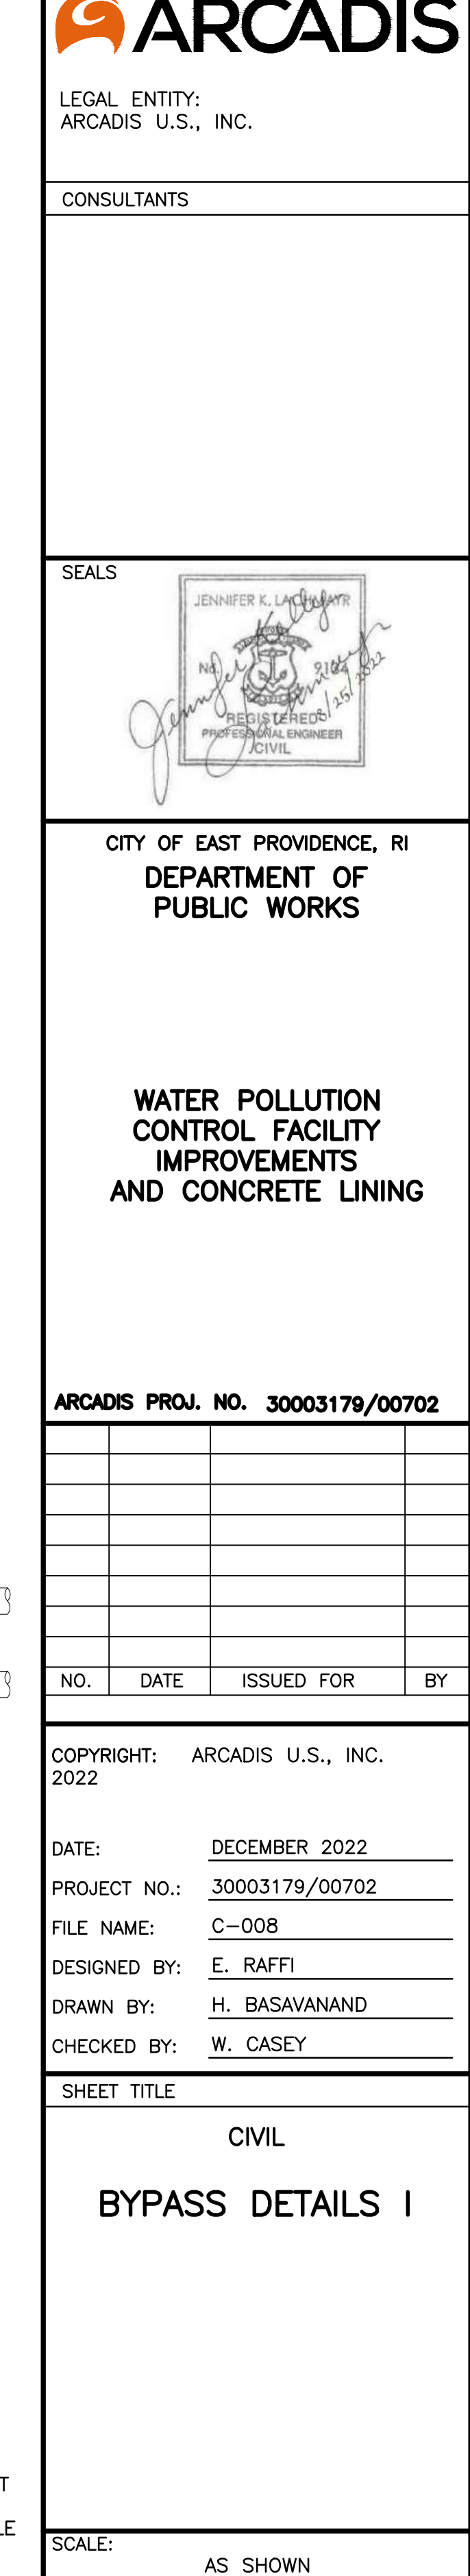 ARCADIS
LEGAL ENTITY:
ARCADIS U.S., INC.
CONSULTANTS
SEALS
JENNIFER K.
No.
REGISTERED
PROFESSIONAL ENGINEER
CIVIL
CITY OF EAST PROVIDENCE, RI
DEPARTMENT OF
PUBLIC WORKS
WATER POLLUTION
CONTROL FACILITY
IMPROVEMENTS
AND CONCRETE LINING
ARCADIS PROJ. NO. 30003179/00702
NO. DATE ISSUED FOR BY
COPYRIGHT: ARCADIS U.S., INC.
2022
DATE: DECEMBER 2022
PROJECT NO.: 30003179/00702
FILE NAME: C-008
DESIGNED BY: E. RAFFI
DRAWN BY: H. BASAVANAND
CHECKED BY: W. CASEY
SHEET TITLE
CIVIL
BYPASS DETAILS I
T
LE
SCALE:
AS SHOWN